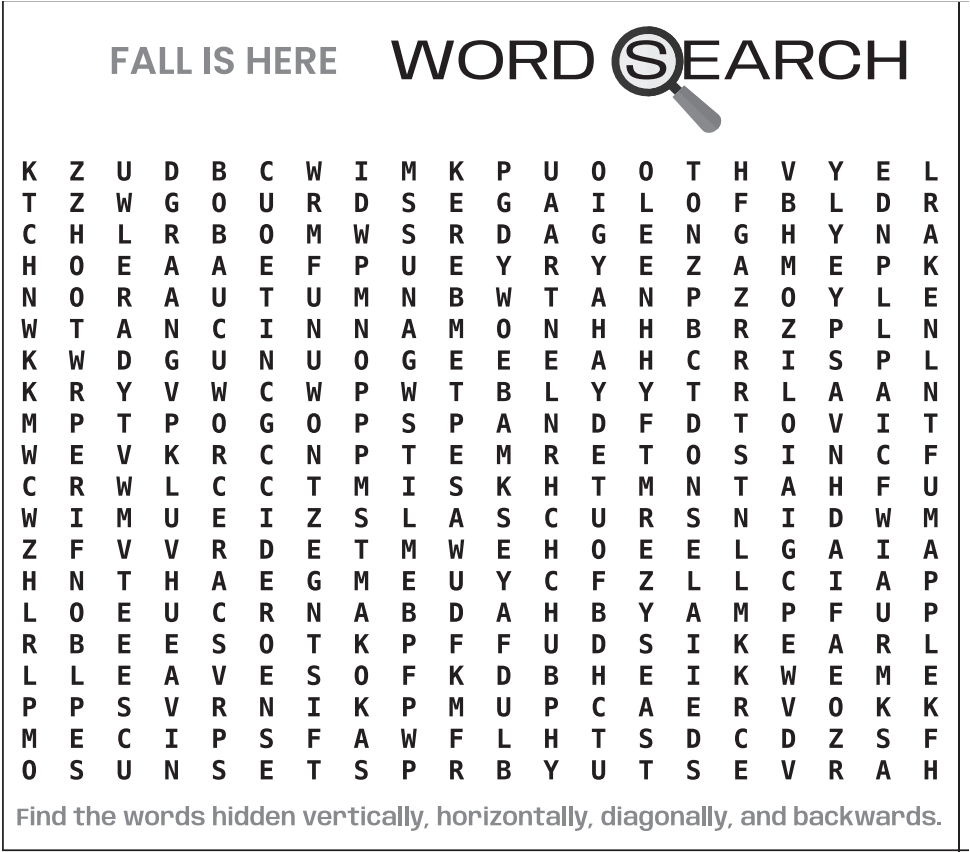 FALL IS HERE WORD SEARCH
K Z U D B C W I M K P U O O T H V Y E L
T Z W G O U R D S E G A I L O F B L D R
C H L R B O M W S R D A G E N G H Y N A
H O E A A E F P U E Y R Y E Z A M E P K
N O R A U T U M N B W T A N P Z O Y L E
W T A N C I N N A M O N H H B R Z P L N
K W D G U N U O G E E E A H C R I S P L
K R Y V W C W P W T B L Y Y T R L A A N
M P T P O G O P S P A N D F D T O V I T
W E V K R C N P T E M R E T O S I N C F
C R W L C C T M I S K H T M N T A H F U
W I M U E I Z S L A S C U R S N I D W M
Z F V V R D E T M W E H O E E L G A I A
H N T H A E G M E U Y C F Z L L C I A P
L O E U C R N A B D A H B Y A M P F U P
R B E E S O T K P F F U D S I K E A R L
L L E A V E S O F K D B H E I K W E M E
P P S V R N I K P M U P C A E R V O K K
M E C I P S F A W F L H T S D C D Z S F
O S U N S E T S P R B Y U T S E V R A H
Find the words hidden vertically, horizontally, diagonally, and backwards.